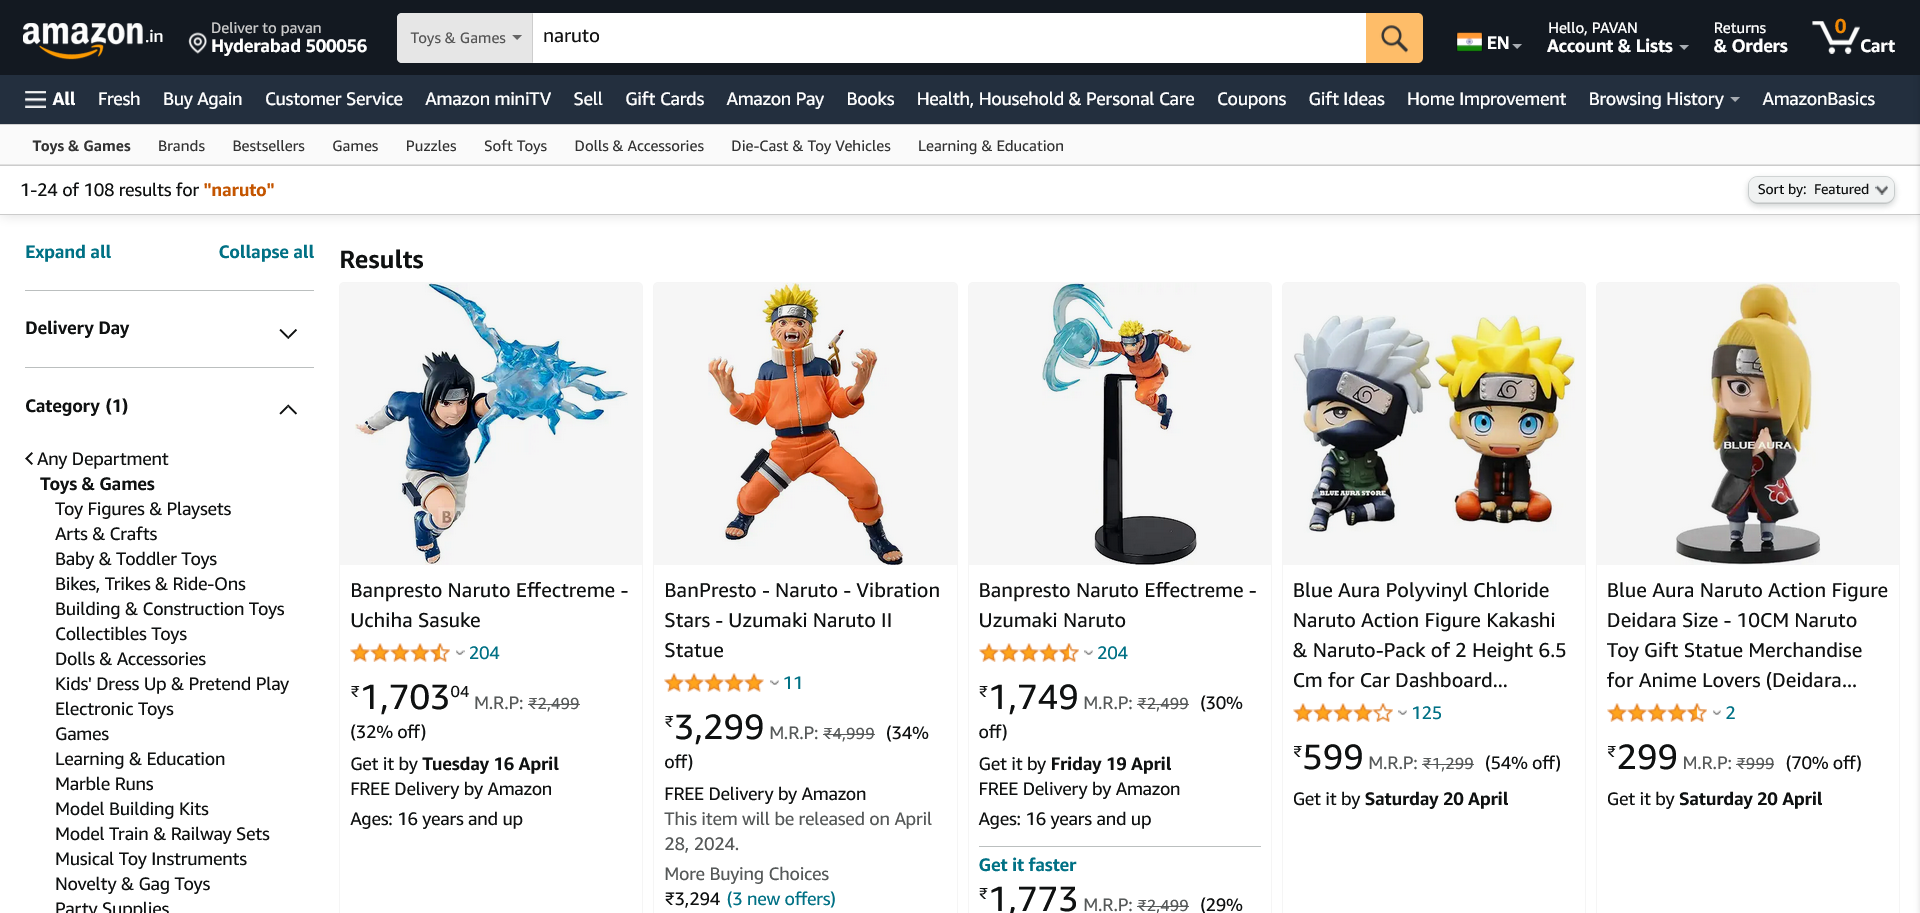 amazon.in
Deliver to pavan
Hyderabad 500056
Toys & Games
naruto
EN
Hello, PAVAN
Account & Lists
Returns
& Orders
0
Cart
All
Fresh
Buy Again
Customer Service
Amazon miniTV
Sell
Gift Cards
Amazon Pay
Books
Health, Household & Personal Care
Coupons
Gift Ideas
Home Improvement
Browsing History
AmazonBasics
Toys & Games
Brands
Bestsellers
Games
Puzzles
Soft Toys
Dolls & Accessories
Die-Cast & Toy Vehicles
Learning & Education
1-24 of 108 results for "naruto"
Sort by: Featured
Expand all
Collapse all
Delivery Day
Category (1)
Any Department
Toys & Games
Toy Figures & Playsets
Arts & Crafts
Baby & Toddler Toys
Bikes, Trikes & Ride-Ons
Building & Construction Toys
Collectibles Toys
Dolls & Accessories
Kids' Dress Up & Pretend Play
Electronic Toys
Games
Learning & Education
Marble Runs
Model Building Kits
Model Train & Railway Sets
Musical Toy Instruments
Novelty & Gag Toys
Party Supplies
Results
Banpresto Naruto Effectreme -
Uchiha Sasuke
204
₹1,70304 M.R.P: ₹2,499
(32% off)
Get it by Tuesday 16 April
FREE Delivery by Amazon
Ages: 16 years and up
BanPresto - Naruto - Vibration
Stars - Uzumaki Naruto II
Statue
11
₹3,299 M.R.P: ₹4,999 (34%
off)
FREE Delivery by Amazon
This item will be released on April
28, 2024.
More Buying Choices
₹3,294 (3 new offers)
Banpresto Naruto Effectreme -
Uzumaki Naruto
204
₹1,749 M.R.P: ₹2,499 (30%
off)
Get it by Friday 19 April
FREE Delivery by Amazon
Ages: 16 years and up
Get it faster
₹1,773 M.R.P: ₹2,499 (29%
BLUE AURA STORE
Blue Aura Polyvinyl Chloride
Naruto Action Figure Kakashi
& Naruto-Pack of 2 Height 6.5
Cm for Car Dashboard...
125
₹599 M.R.P: ₹1,299 (54% off)
Get it by Saturday 20 April
BLUE AURA
Blue Aura Naruto Action Figure
Deidara Size - 10CM Naruto
Toy Gift Statue Merchandise
for Anime Lovers (Deidara...
2
₹299 M.R.P: ₹999 (70% off)
Get it by Saturday 20 April